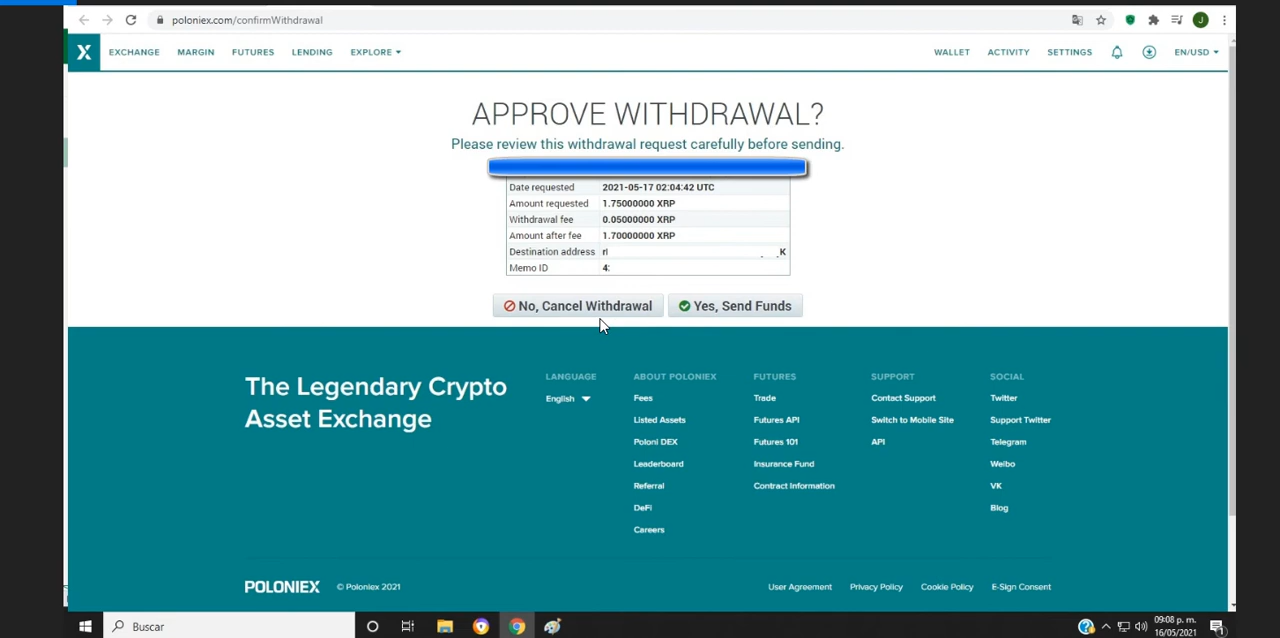 poloniex.com/confirmWithdrawal
J
X EXCHANGE MARGIN FUTURES LENDING EXPLORE WALLET ACTIVITY SETTINGS EN/USD
APPROVE WITHDRAWAL?
Please review this withdrawal request carefully before sending.
Date requested 2021-05-17 02:04:42 UTC
Amount requested 1.75000000 XRP
Withdrawal fee 0.05000000 XRP
Amount after fee 1.70000000 XRP
Destination address K
Memo ID
No, Cancel Withdrawal Yes, Send Funds
The Legendary Crypto
Asset Exchange
LANGUAGE
English
ABOUT POLONIEX
Fees
Listed Assets
Poloni DEX
Leaderboard
Referral
DeFi
Careers
FUTURES
Trade
Futures API
Futures 101
Insurance Fund
Contract Information
SUPPORT
Contact Support
Switch to Mobile Site
API
SOCIAL
Twitter
Support Twitter
Telegram
Weibo
VK
Blog
POLONIEX © Poloniex 2021 User Agreement Privacy Policy Cookie Policy E-Sign Consent
Buscar
09:08 p. m.
16/05/2021
1